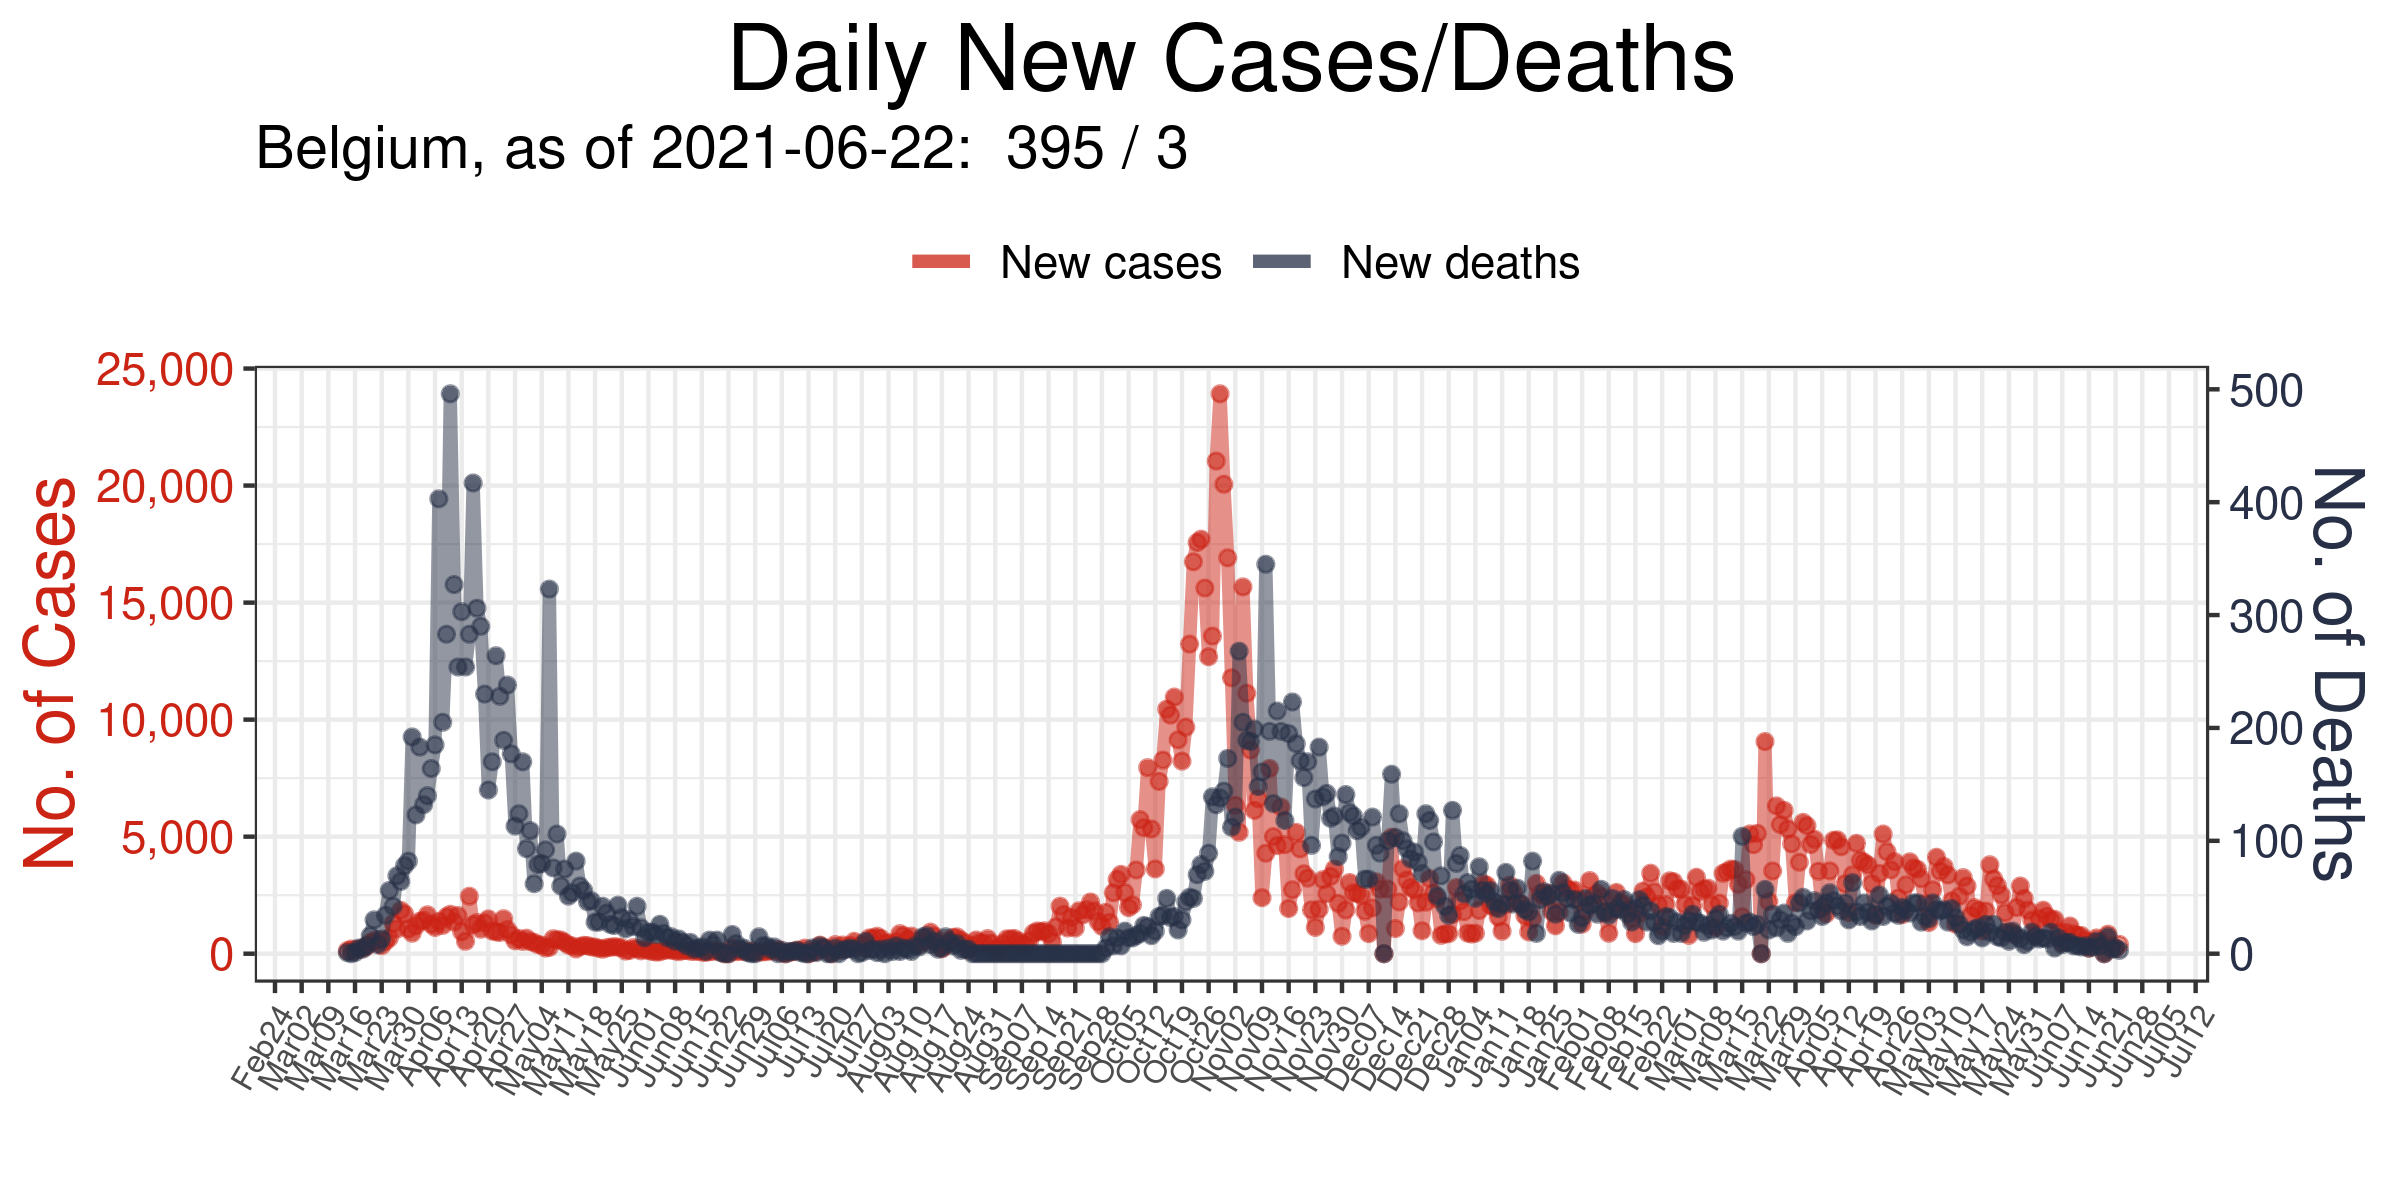 Daily New Cases/Deaths
Belgium, as of 2021-06-22: 395 / 3
New cases
New deaths
No. of Cases
25,000
20,000
15,000
10,000
5,000
0
500
400
300
200
100
0
No. of Deaths
Feb24
Mar02
Mar09
Mar16
Mar23
Mar30
Apr06
Apr13
Apr20
Apr27
May04
May11
May18
May25
Jun01
Jun08
Jun15
Jun22
Jun29
Jul06
Jul13
Jul20
Jul27
Aug03
Aug10
Aug17
Aug24
Aug31
Sep07
Sep14
Sep21
Sep28
Oct05
Oct12
Oct19
Oct26
Nov02
Nov09
Nov16
Nov23
Nov30
Dec07
Dec14
Dec21
Dec28
Jan04
Jan11
Jan18
Jan25
Feb01
Feb08
Feb15
Feb22
Mar01
Mar08
Mar15
Mar22
Mar29
Apr05
Apr12
Apr19
Apr26
May03
May10
May17
May24
May31
Jun07
Jun14
Jun21
Jun28
Jul05
Jul12